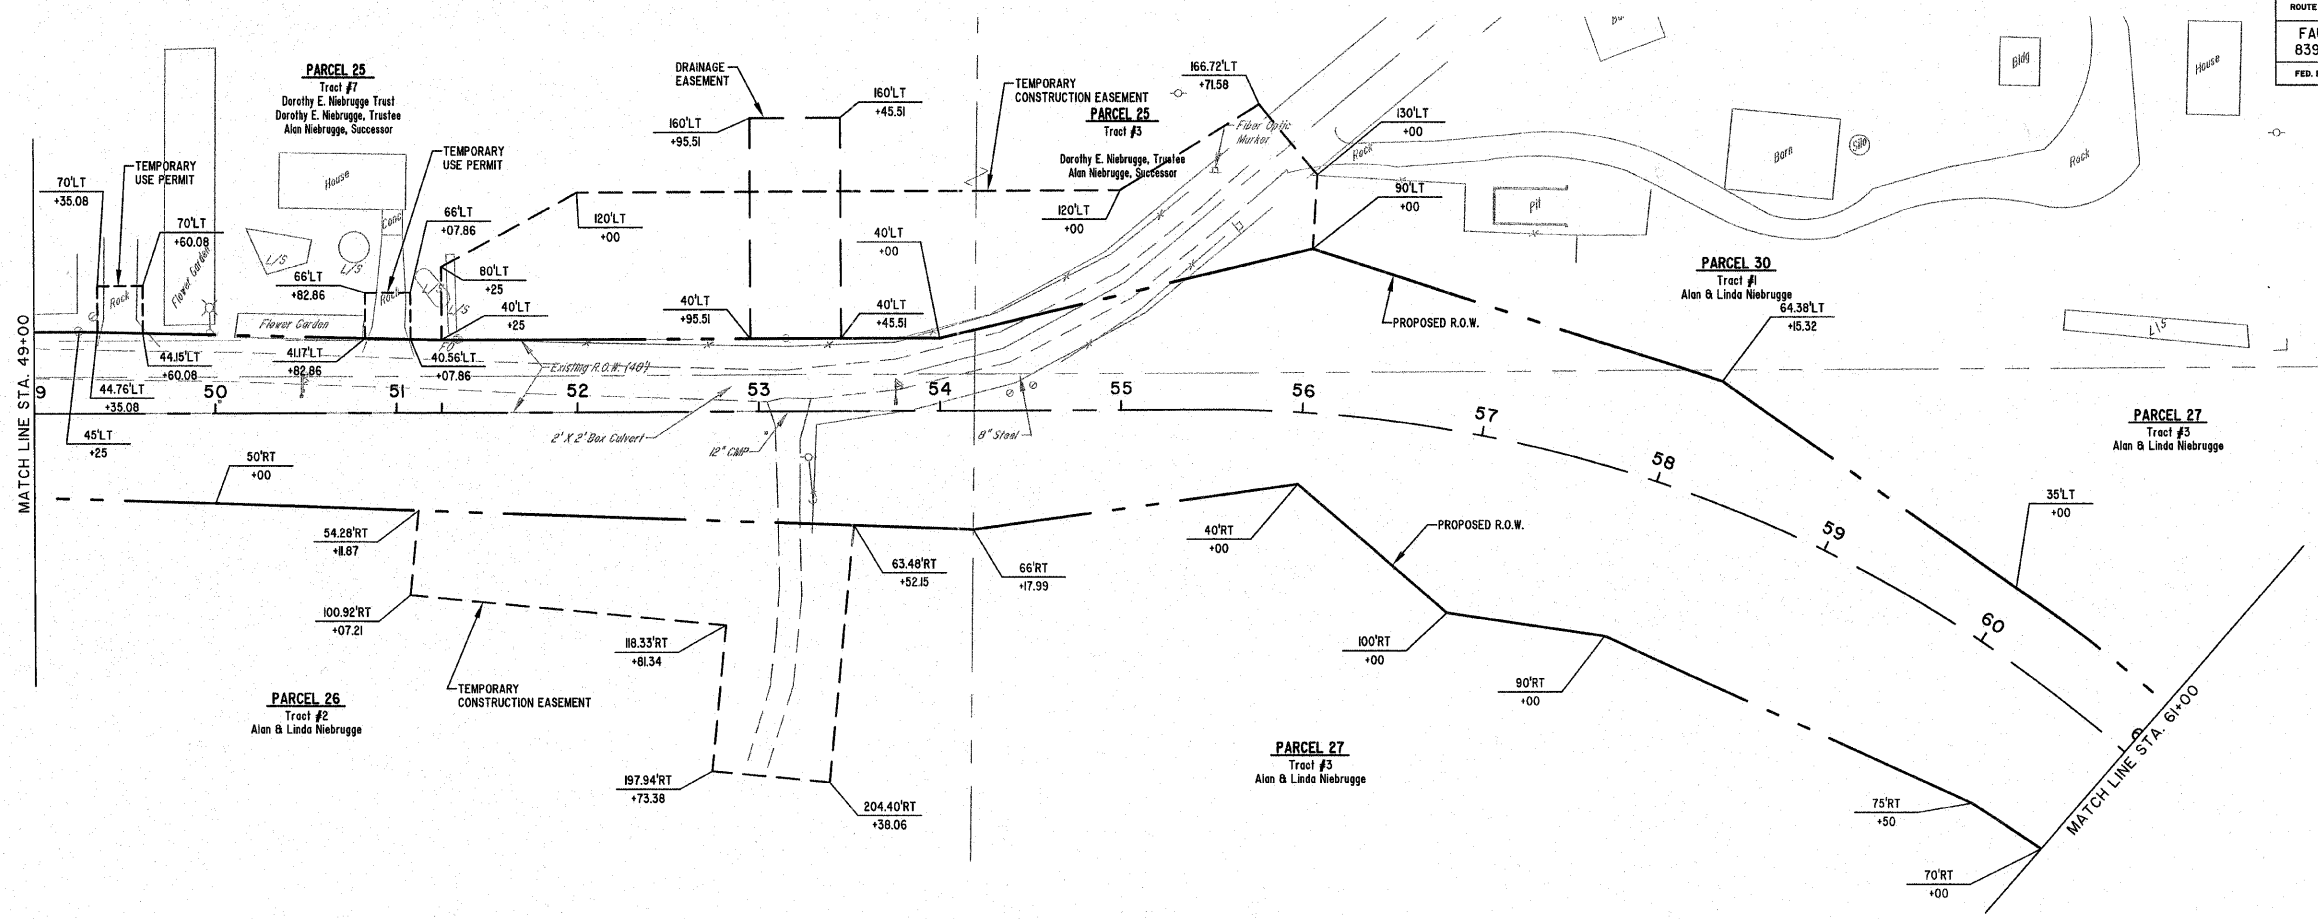 ROUTE
FED.
PARCEL 25
Tract #7
Dorothy E. Niebrugge Trust
Dorothy E. Niebrugge, Trustee
Alan Niebrugge, Successor
DRAINAGE
EASEMENT
160'LT
+95.51
160'LT
+45.51
TEMPORARY
CONSTRUCTION EASEMENT
PARCEL 25
Tract #3
Dorothy E. Niebrugge, Trustee
Alan Niebrugge, Successor
166.72'LT
+71.58
Fiber Optic
Marker
130'LT
+00
Rock
Barn
Silo
Bldg
House
Rock
Pit
TEMPORARY
USE PERMIT
70'LT
+35.08
70'LT
+60.08
Rock
Flower Garden
House
Conc
L/S
L/S
TEMPORARY
USE PERMIT
66'LT
+07.86
66'LT
+82.86
Rock
L/S
L/S
80'LT
+25
120'LT
+00
120'LT
+00
90'LT
+00
40'LT
+00
40'LT
+95.51
40'LT
+45.51
40'LT
+25
FO
Flower Garden
MATCH LINE STA. 49+00
44.15'LT
+60.08
41.17'LT
+82.86
40.56'LT
+07.86
44.76'LT
+35.08
45'LT
+25
Existing R.O.W. (40')
9
50
51
52
53
54
55
56
57
58
59
60
2' X 2' Box Culvert
12" CMP
8" Steel
PROPOSED R.O.W.
PARCEL 30
Tract #1
Alan & Linda Niebrugge
64.38'LT
+15.32
L/S
PARCEL 27
Tract #3
Alan & Linda Niebrugge
35'LT
+00
50'RT
+00
54.28'RT
+11.87
100.92'RT
+07.21
63.48'RT
+52.15
66'RT
+17.99
40'RT
+00
PROPOSED R.O.W.
118.33'RT
+81.34
100'RT
+00
90'RT
+00
TEMPORARY
CONSTRUCTION EASEMENT
PARCEL 26
Tract #2
Alan & Linda Niebrugge
197.94'RT
+73.38
204.40'RT
+38.06
PARCEL 27
Tract #3
Alan & Linda Niebrugge
75'RT
+50
70'RT
+00
MATCH LINE STA. 61+00